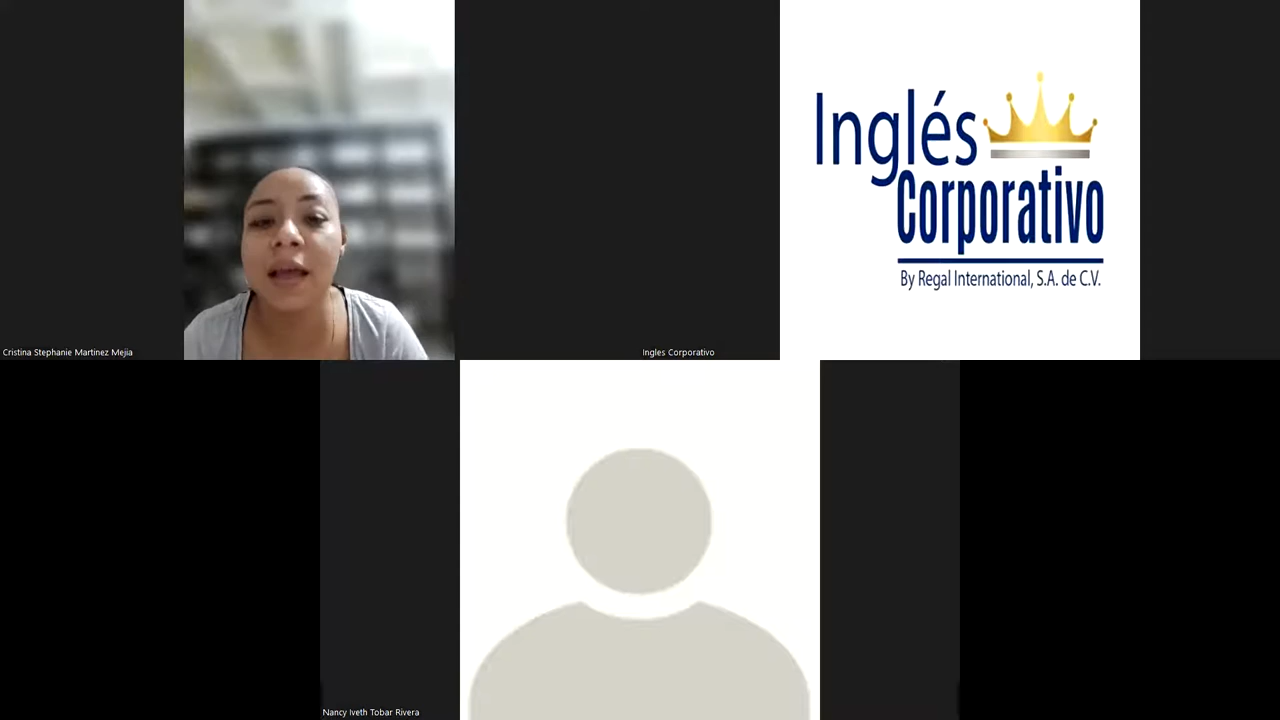 Inglés
Corporativo
By Regal International, S.A. de C.V.
Cristina Stephanie Martinez Mejia
Ingles Corporativo
Nancy Iveth Tobar Rivera